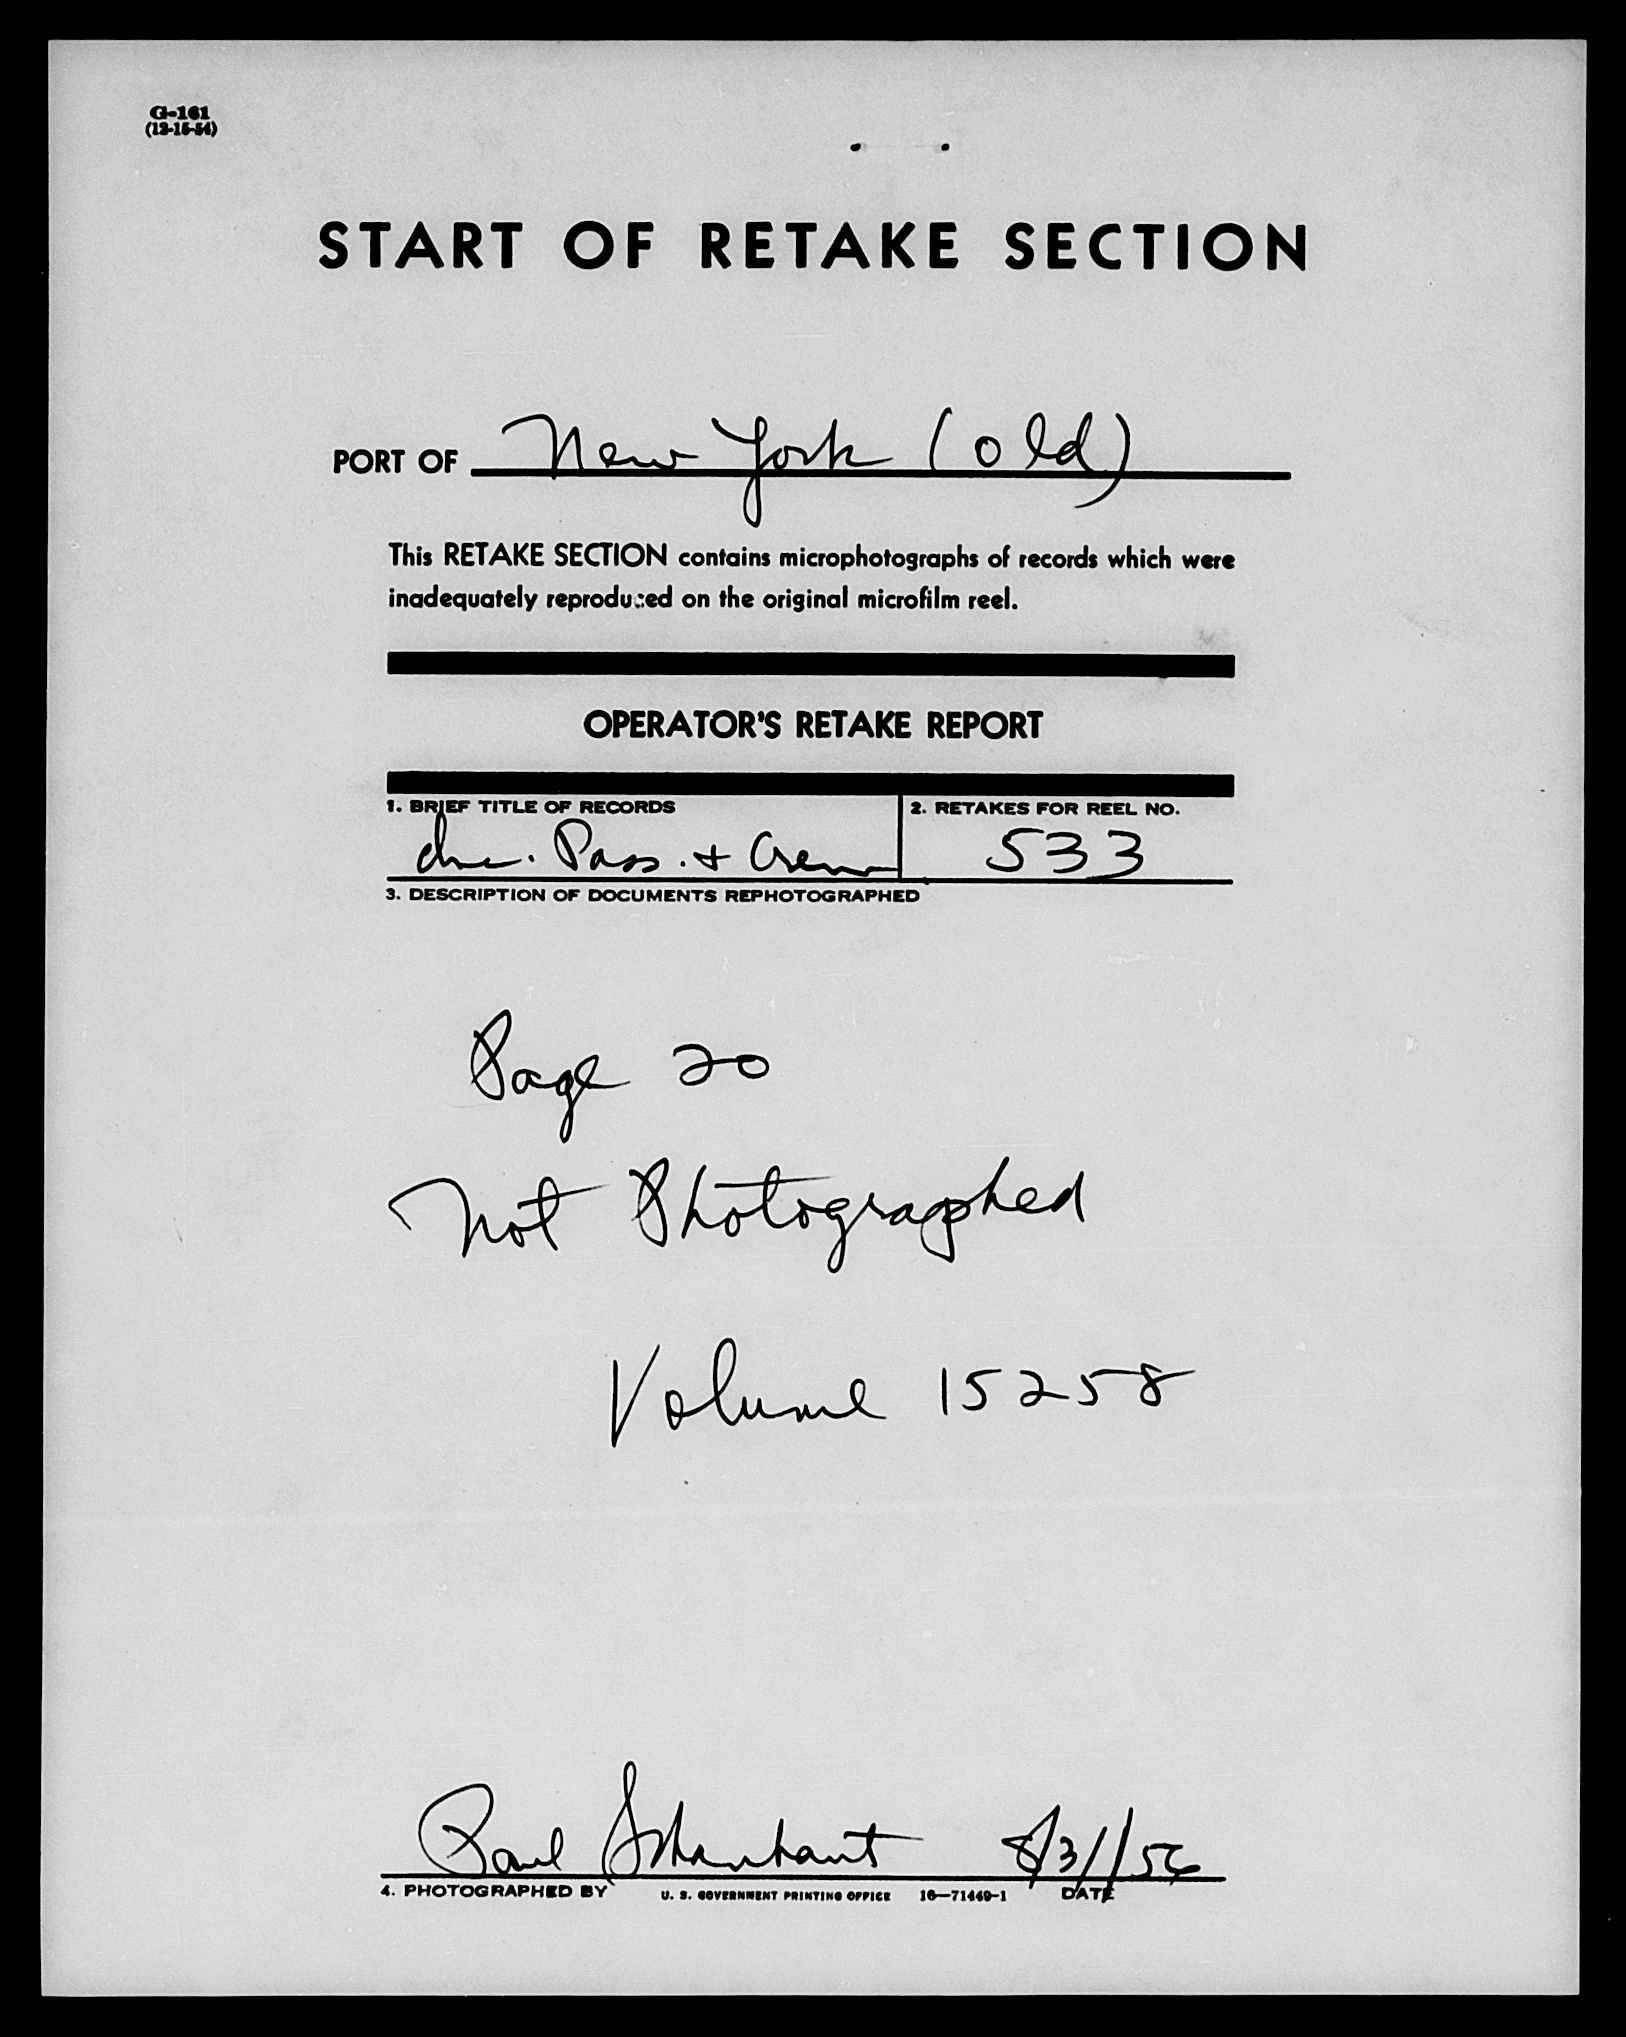 G-161
(12-15-54)
START OF RETAKE SECTION
PORT OF New York (old)
This RETAKE SECTION contains microphotographs of records which were
inadequately reproduced on the original microfilm reel.
OPERATOR'S RETAKE REPORT
1. BRIEF TITLE OF RECORDS 2. RETAKES FOR REEL NO.
Pass. + Crew 533
3. DESCRIPTION OF DOCUMENTS REPHOTOGRAPHED
Page 20
Not Photographed
Volume 15258
Paul 8/31/56
4. PHOTOGRAPHED BY U. S. GOVERNMENT PRINTING OFFICE 16—71449-1 DATE